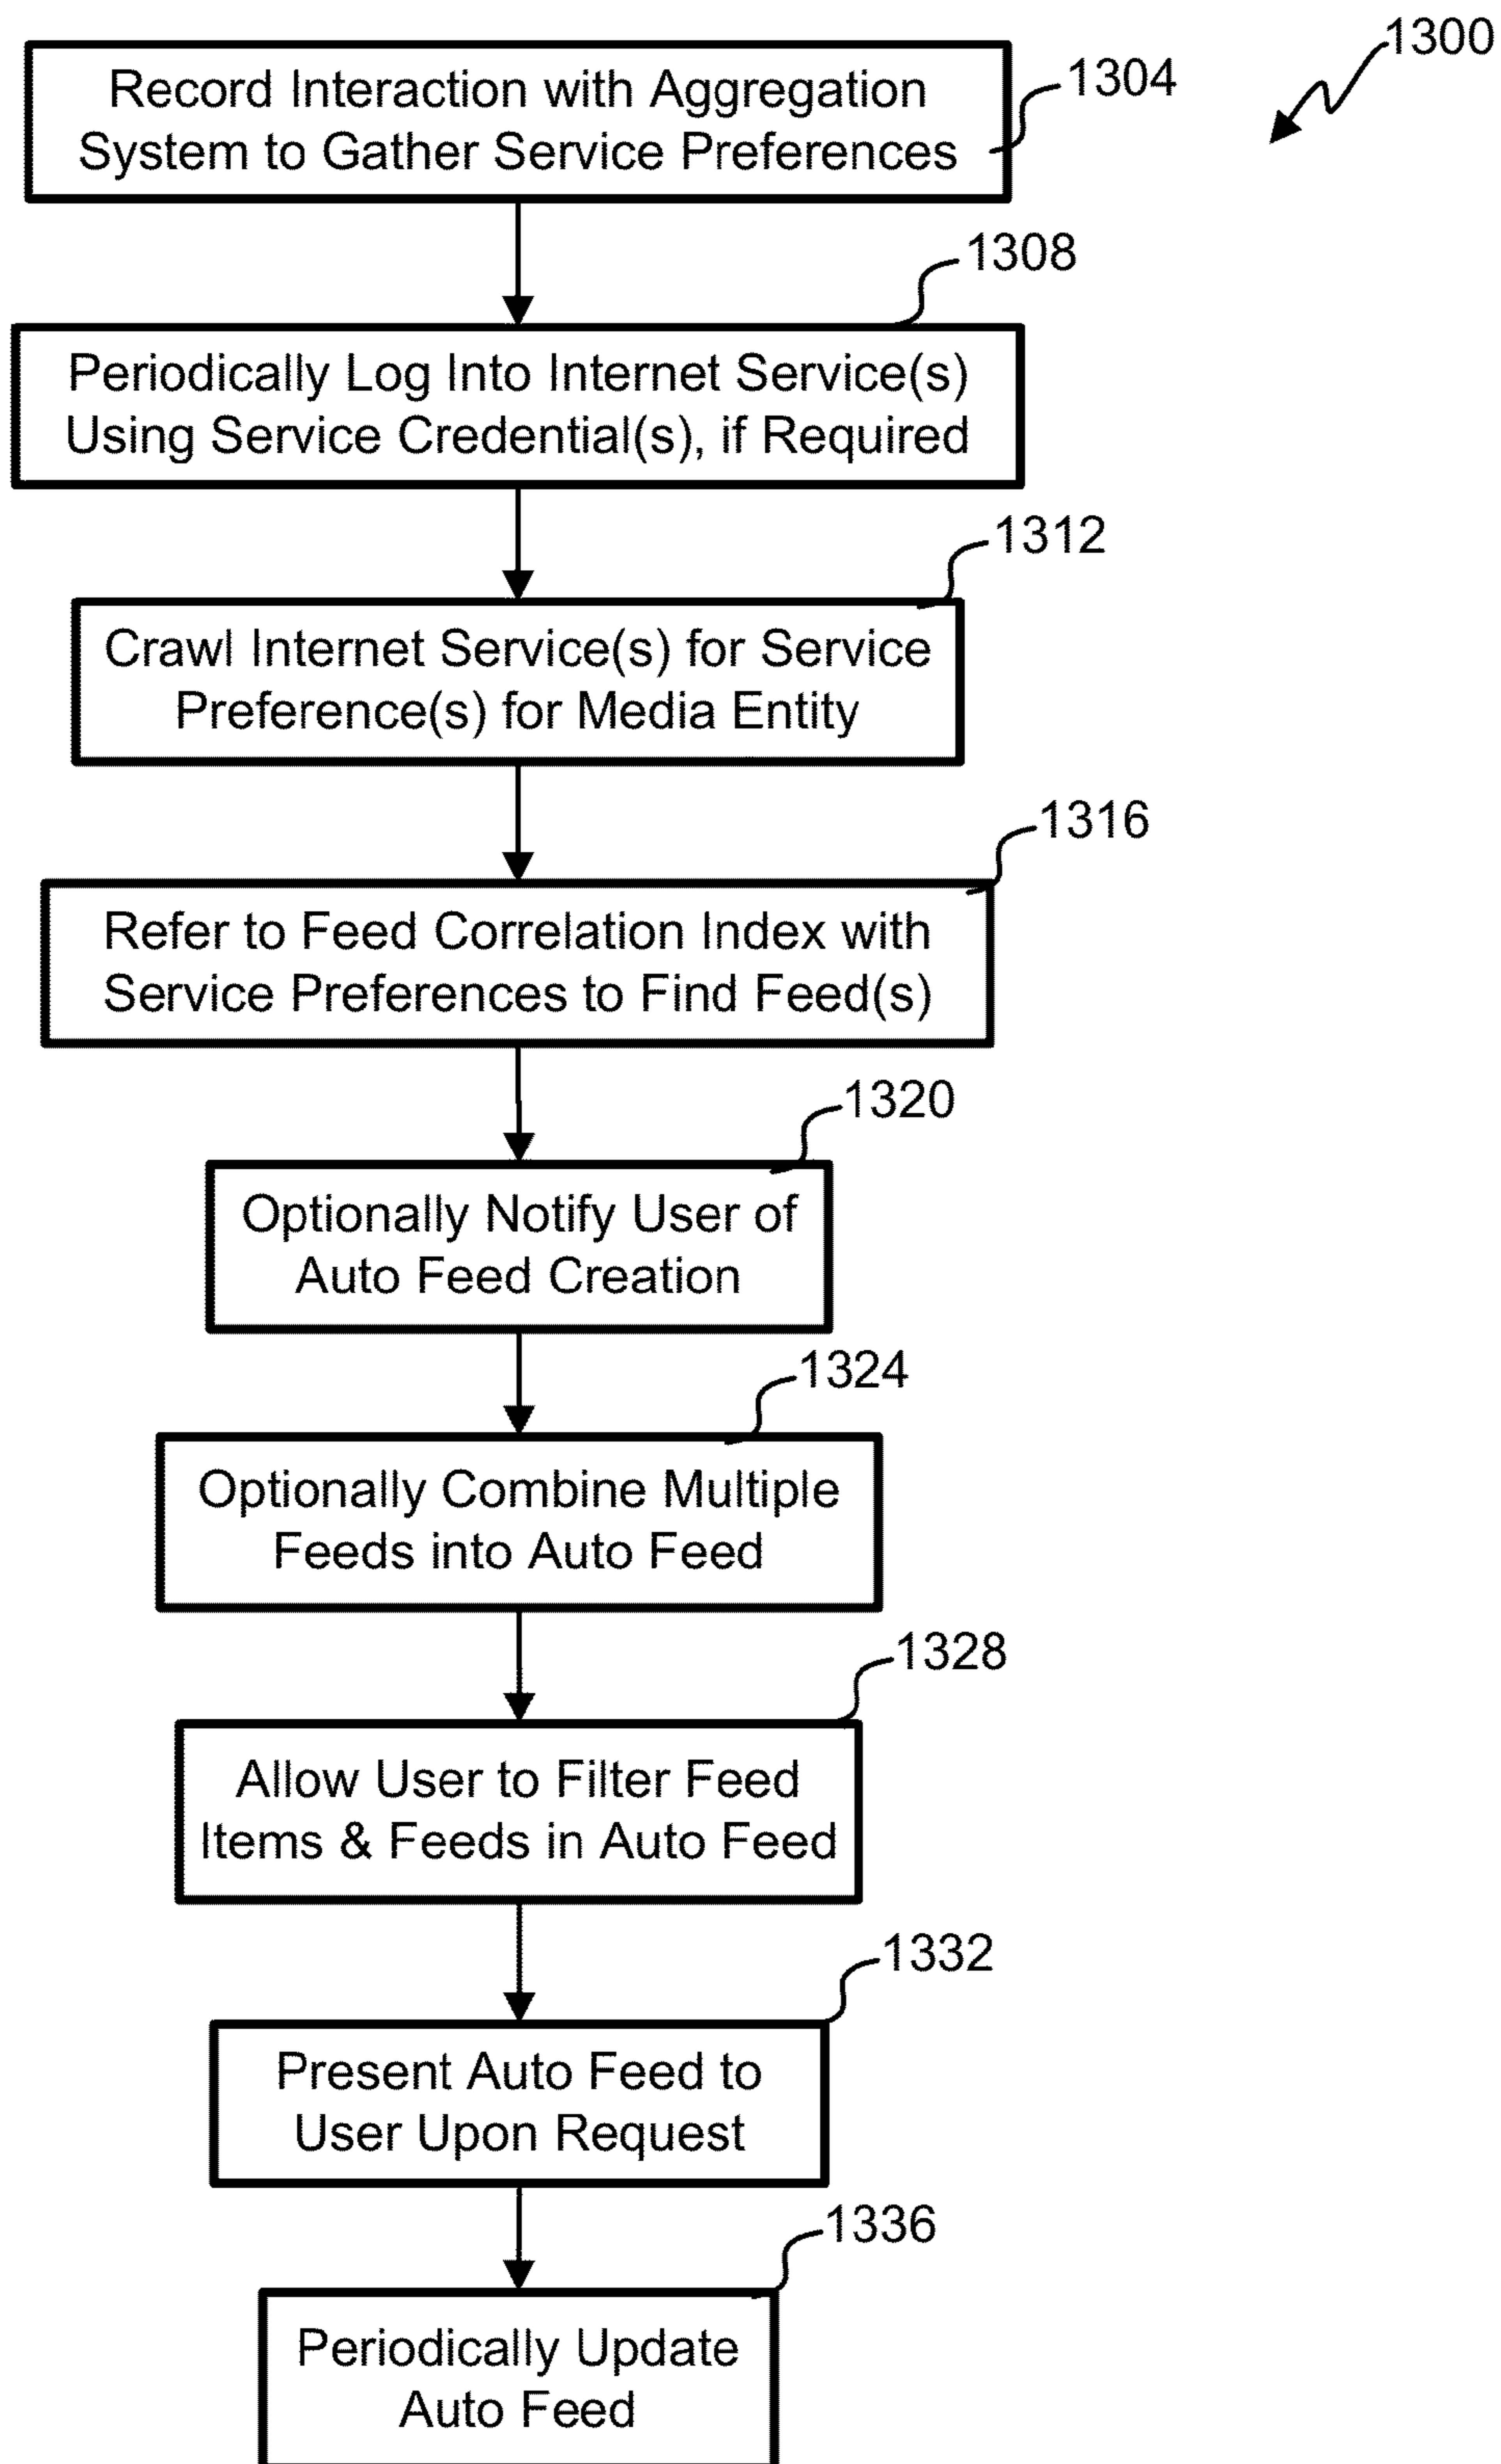 1300
Record Interaction with Aggregation
System to Gather Service Preferences
1304
1308
Periodically Log Into Internet Service(s)
Using Service Credential(s), if Required
1312
Crawl Internet Service(s) for Service
Preference(s) for Media Entity
1316
Refer to Feed Correlation Index with
Service Preferences to Find Feed(s)
1320
Optionally Notify User of
Auto Feed Creation
1324
Optionally Combine Multiple
Feeds into Auto Feed
1328
Allow User to Filter Feed
Items & Feeds in Auto Feed
1332
Present Auto Feed to
User Upon Request
1336
Periodically Update
Auto Feed